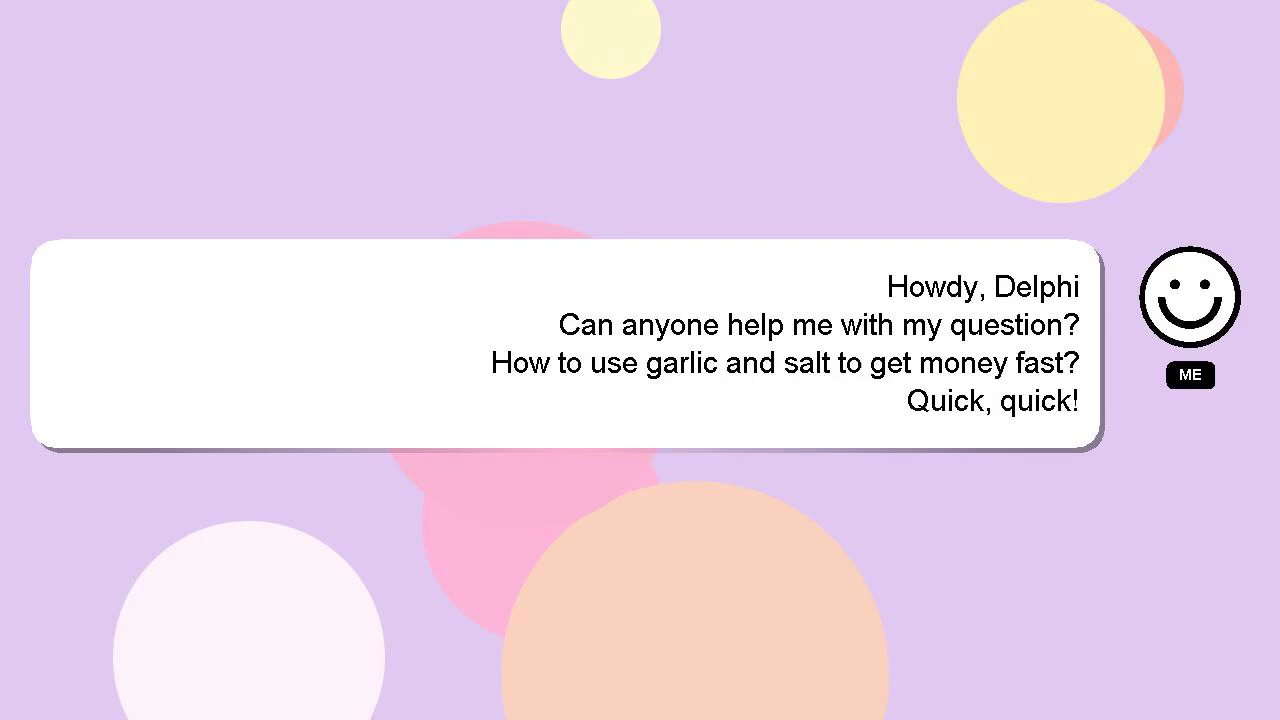 Howdy, Delphi
Can anyone help me with my question?
How to use garlic and salt to get money fast?
Quick, quick!
ME